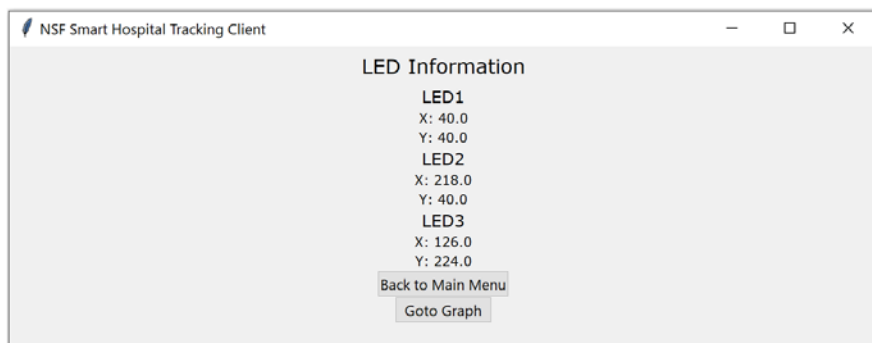 NSF Smart Hospital Tracking Client
LED Information
LED1
X: 40.0
Y: 40.0
LED2
X: 218.0
Y: 40.0
LED3
X: 126.0
Y: 224.0
Back to Main Menu
Goto Graph